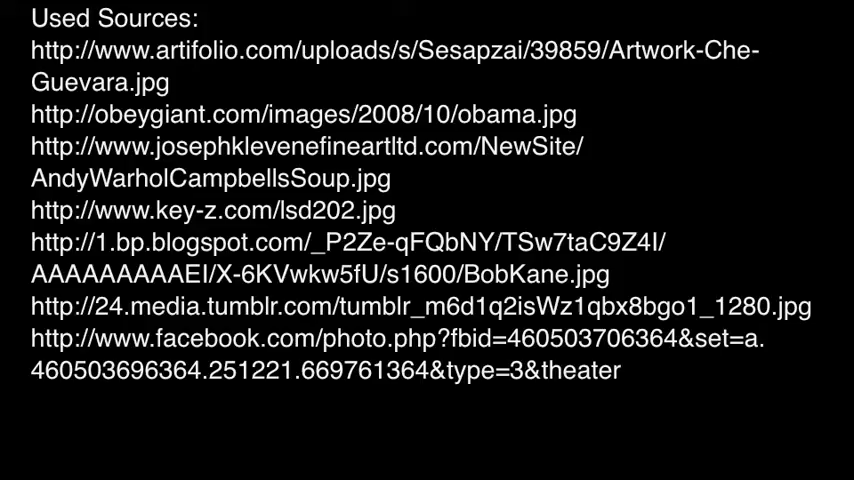 Used Sources:
http://www.artifolio.com/uploads/s/Sesapzai/39859/Artwork-Che-
Guevara.jpg
http://obeygiant.com/images/2008/10/obama.jpg
http://www.josephklevenefineartltd.com/NewSite/
AndyWarholCampbellsSoup.jpg
http://www.key-z.com/lsd202.jpg
http://1.bp.blogspot.com/_P2Ze-qFQbNY/TSw7taC9Z4I/
AAAAAAAAAEI/X-6KVwkw5fU/s1600/BobKane.jpg
http://24.media.tumblr.com/tumblr_m6d1q2isWz1qbx8bgo1_1280.jpg
http://www.facebook.com/photo.php?fbid=460503706364&set=a.
460503696364.251221.669761364&type=3&theater